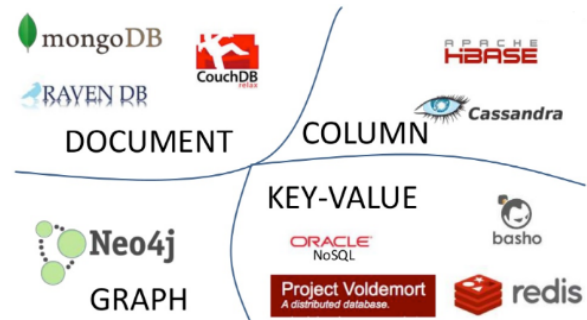 mongoDB
CouchDB
relax
RAVEN DB
DOCUMENT
APACHE
HBASE
Cassandra
COLUMN
Neo4j
GRAPH
KEY-VALUE
ORACLE
NoSQL
basho
Project Voldemort
A distributed database.
redis